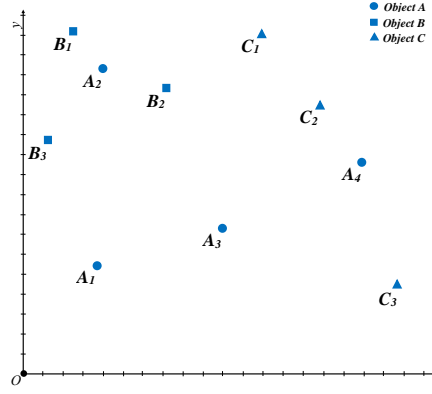 y
Object A
Object B
Object C
B1
C1
A2
B2
C2
B3
A4
A3
A1
C3
O